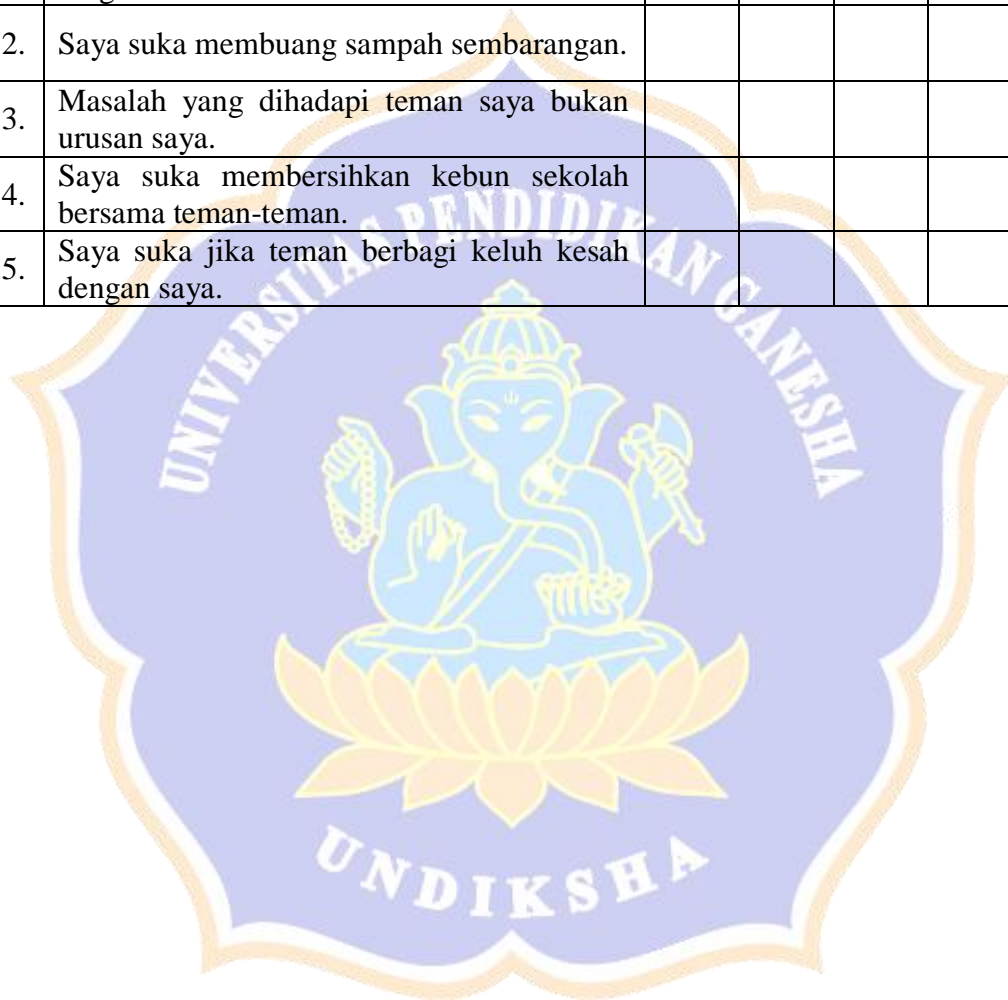 2. Saya suka membuang sampah sembarangan.
3. Masalah yang dihadapi teman saya bukan
urusan saya.
4. Saya suka membersihkan kebun sekolah
bersama teman-teman.
5. Saya suka jika teman berbagi keluh kesah
dengan saya.
UNIVERSITAS PENDIDIKAN GANESHA
UNDIKSHA